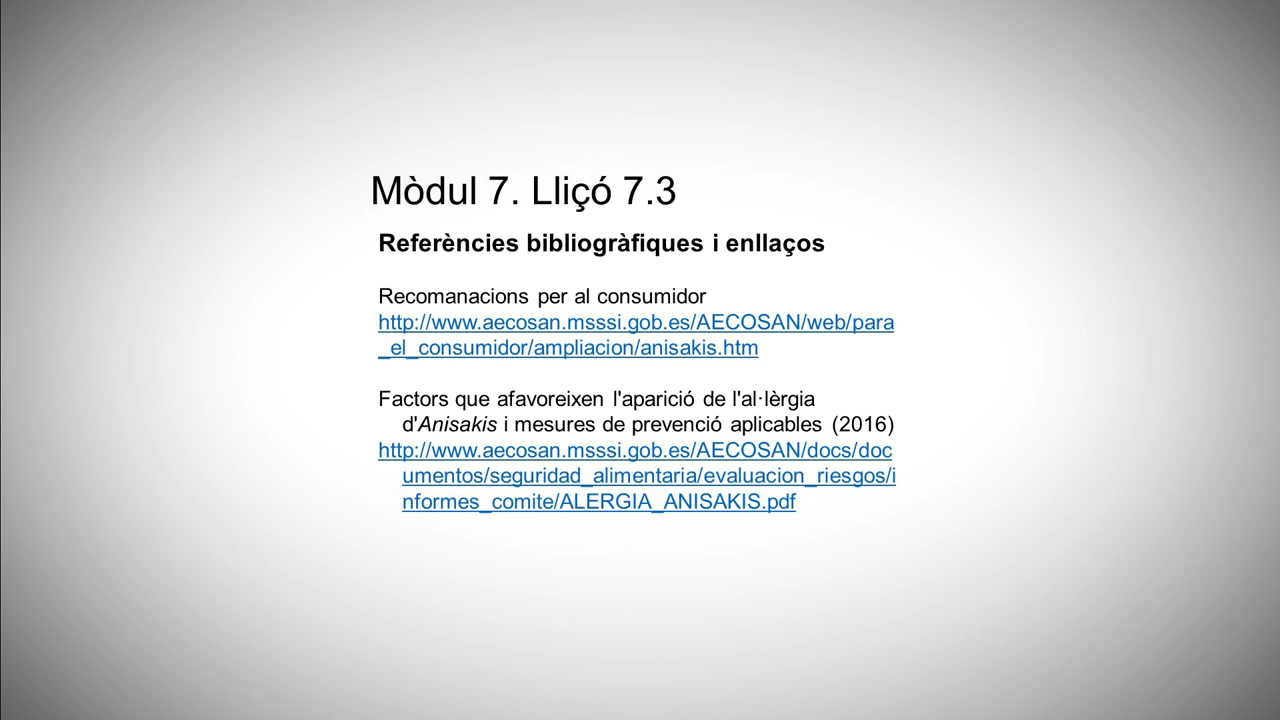 Mòdul 7. Lliçó 7.3
Referències bibliogràfiques i enllaços
Recomanacions per al consumidor
http://www.aecosan.msssi.gob.es/AECOSAN/web/para
_el_consumidor/ampliacion/anisakis.htm
Factors que afavoreixen l'aparició de l'al·lèrgia
d'Anisakis i mesures de prevenció aplicables (2016)
http://www.aecosan.msssi.gob.es/AECOSAN/docs/doc
umentos/seguridad_alimentaria/evaluacion_riesgos/i
nformes_comite/ALERGIA_ANISAKIS.pdf